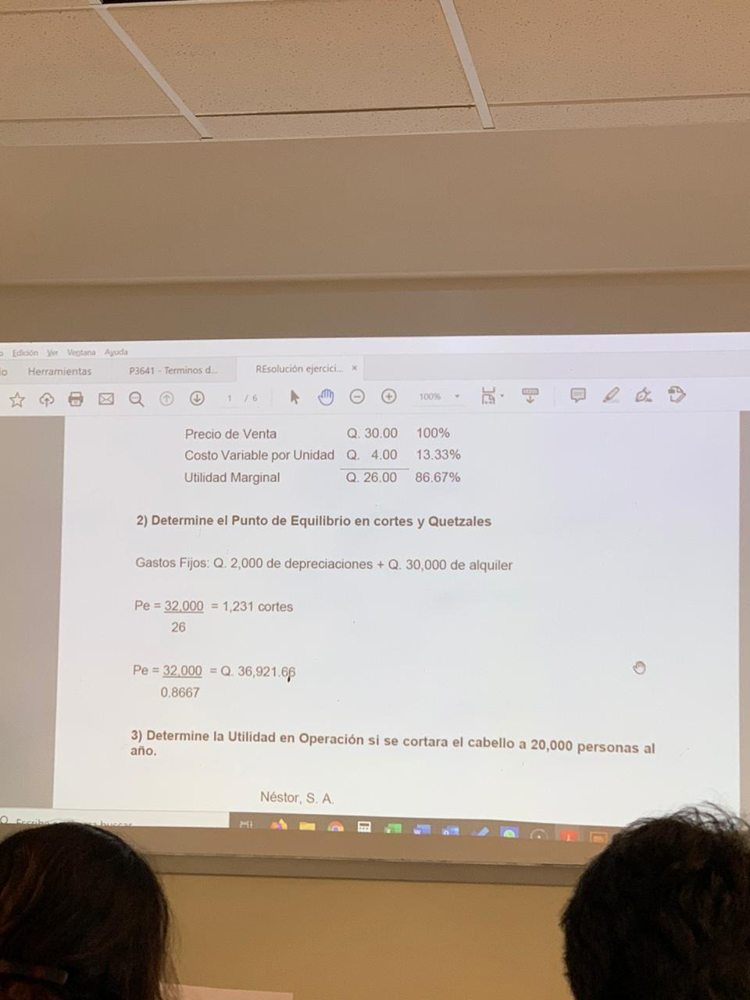 Edición Ver Ventana Ayuda
Herramientas P3641 - Terminos d... REsolución ejercici... ×
1 / 6 100%
Precio de Venta Q. 30.00 100%
Costo Variable por Unidad Q. 4.00 13.33%
Utilidad Marginal Q. 26.00 86.67%
2) Determine el Punto de Equilibrio en cortes y Quetzales
Gastos Fijos: Q. 2,000 de depreciaciones + Q. 30,000 de alquiler
Pe = 32,000 = 1,231 cortes
26
Pe = 32,000 = Q. 36,921.66
0.8667
3) Determine la Utilidad en Operación si se cortara el cabello a 20,000 personas al
año.
Néstor, S. A.